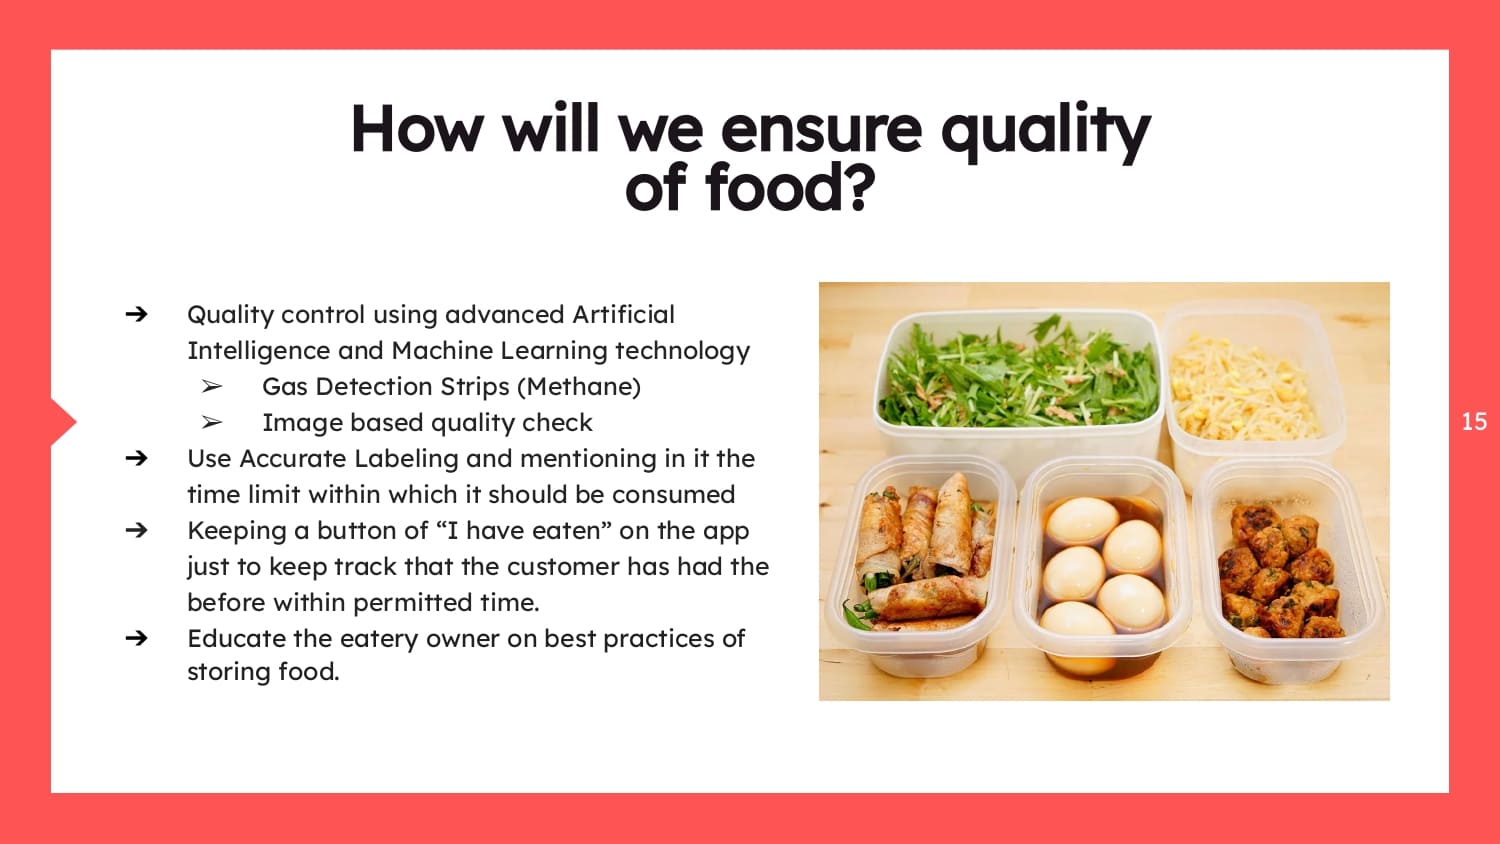 How will we ensure quality
of food?
➔ Quality control using advanced Artificial
Intelligence and Machine Learning technology
➢ Gas Detection Strips (Methane)
➢ Image based quality check
➔ Use Accurate Labeling and mentioning in it the
time limit within which it should be consumed
➔ Keeping a button of “I have eaten” on the app
just to keep track that the customer has had the
before within permitted time.
➔ Educate the eatery owner on best practices of
storing food.
15